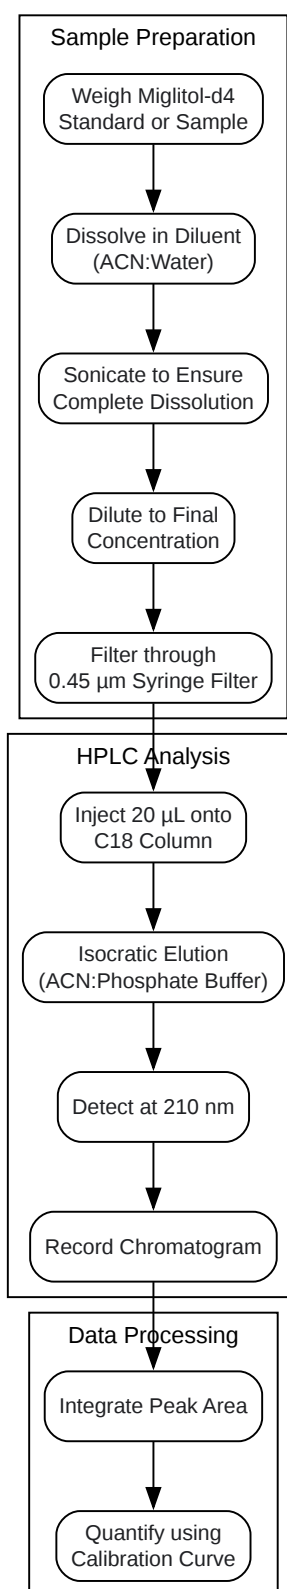 Sample Preparation
Weigh Miglitol-d4
Standard or Sample
Dissolve in Diluent
(ACN:Water)
Sonicate to Ensure
Complete Dissolution
Dilute to Final
Concentration
Filter through
0.45 µm Syringe Filter
HPLC Analysis
Inject 20 µL onto
C18 Column
Isocratic Elution
(ACN:Phosphate Buffer)
Detect at 210 nm
Record Chromatogram
Data Processing
Integrate Peak Area
Quantify using
Calibration Curve